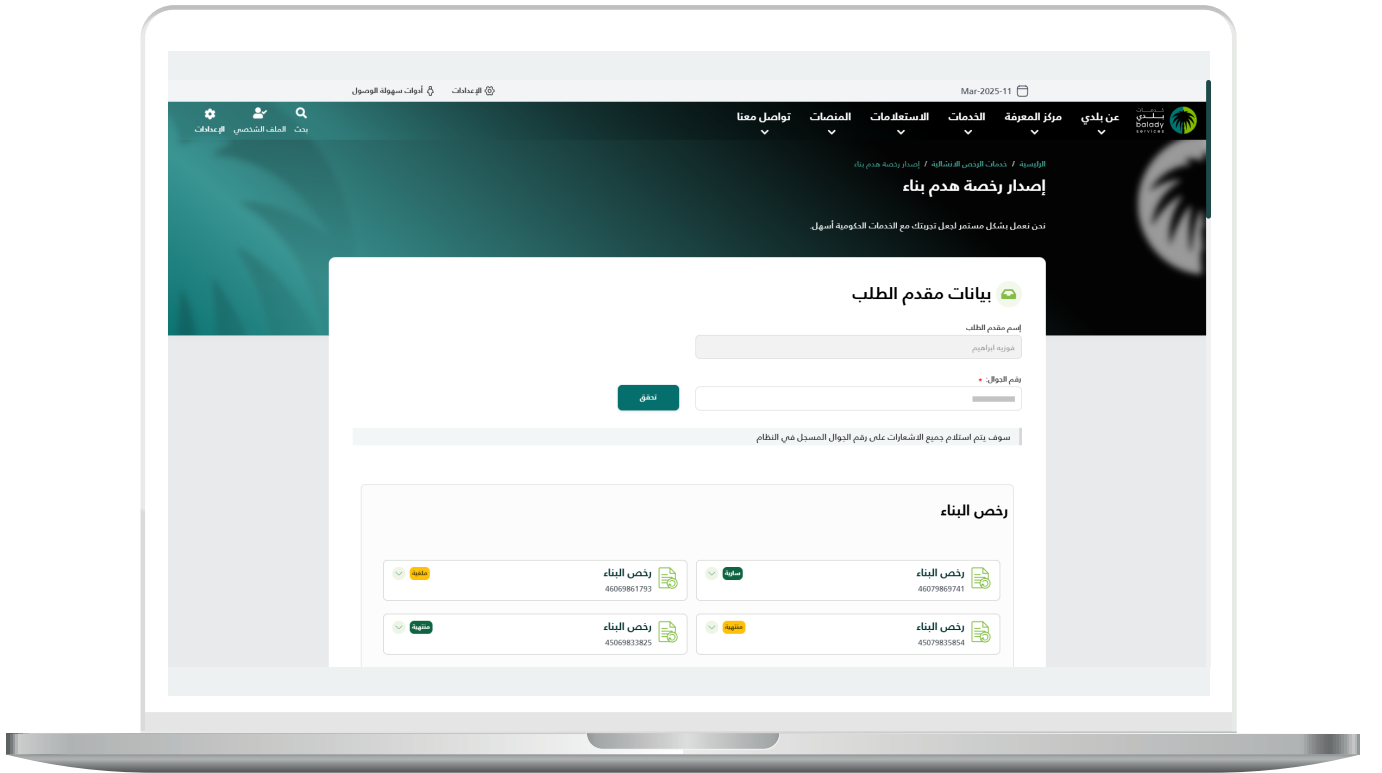 11-Mar-2025
الإعدادات
أدوات سهولة الوصول
خدمات
بلدي
balady
services
عن بلدي
مركز المعرفة
الخدمات
الاستعلامات
المنصات
تواصل معنا
بحث
الملف الشخصي
الإعدادات
الرئيسية / خدمات الرخص الانشائية / إصدار رخصة هدم بناء
إصدار رخصة هدم بناء
نحن نعمل بشكل مستمر لجعل تجربتك مع الخدمات الحكومية أسهل.
بيانات مقدم الطلب
إسم مقدم الطلب
فوزيه ابراهيم
رقم الجوال: *
تحقق
سوف يتم استلام جميع الاشعارات على رقم الجوال المسجل في النظام
رخص البناء
رخص البناء
سارية
46079869741
رخص البناء
ملغية
46069861793
رخص البناء
منتهية
45079835854
رخص البناء
منتهية
45069833825